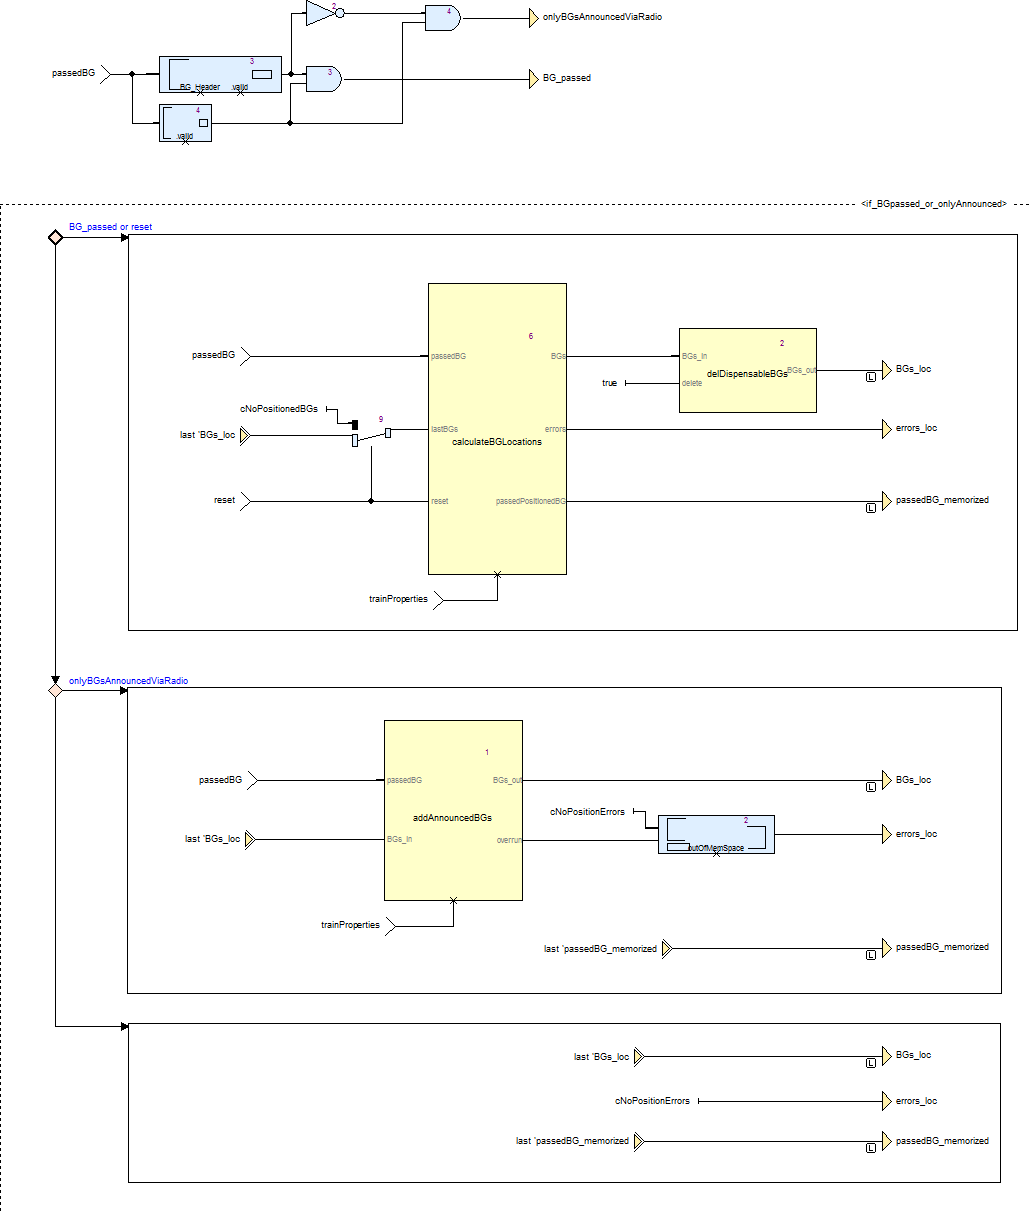 2
4
onlyBGsAnnouncedViaRadio
passedBG
3
BG_Header .valid
3
BG_passed
4
.valid
<if_BGpassed_or_onlyAnnounced>
BG_passed or reset
6
2
passedBG
passedBG
BGs
BGs_in
delDispensableBGs
BGs_out
BGs_loc
L
true
delete
cNoPositionedBGs
9
last 'BGs_loc
lastBGs
calculateBGLocations
errors
errors_loc
reset
reset
passedPositionedBG
passedBG_memorized
L
trainProperties
onlyBGsAnnouncedViaRadio
1
passedBG
passedBG
BGs_out
BGs_loc
L
cNoPositionErrors
addAnnouncedBGs
2
last 'BGs_loc
BGs_in
overrun
outOfMemSpace
errors_loc
trainProperties
last 'passedBG_memorized
passedBG_memorized
L
last 'BGs_loc
BGs_loc
L
cNoPositionErrors
errors_loc
last 'passedBG_memorized
passedBG_memorized
L